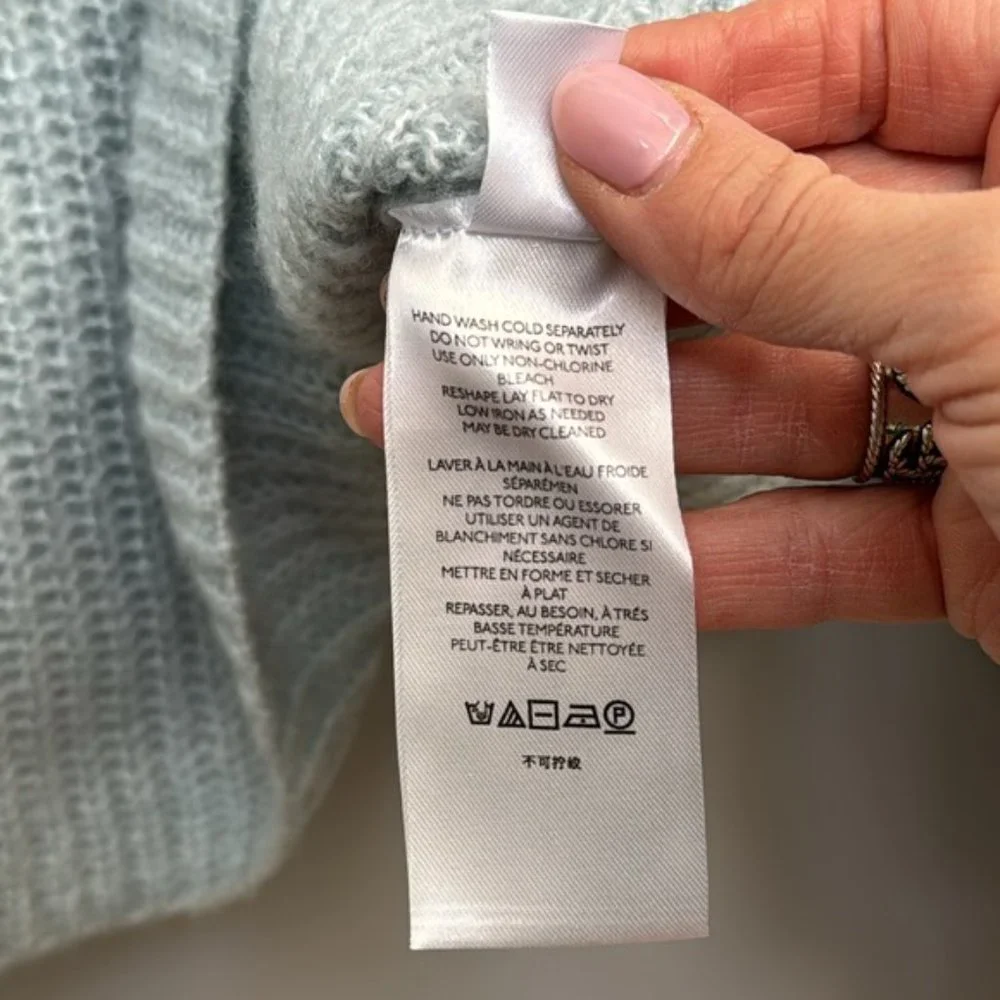 HAND WASH COLD SEPARATELY
DO NOT WRING OR TWIST
USE ONLY NON-CHLORINE
BLEACH
RESHAPE LAY FLAT TO DRY
LOW IRON AS NEEDED
MAY BE DRY CLEANED
LAVER À LA MAIN À L'EAU FROIDE
SÉPARÉMEN
NE PAS TORDRE OU ESSORER
UTILISER UN AGENT DE
BLANCHIMENT SANS CHLORE SI
NÉCESSAIRE
METTRE EN FORME ET SECHER
À PLAT
REPASSER, AU BESOIN, À TRÉS
BASSE TEMPÉRATURE
PEUT-ÊTRE ÊTRE NETTOYÉE
À SEC
P
不可拧绞